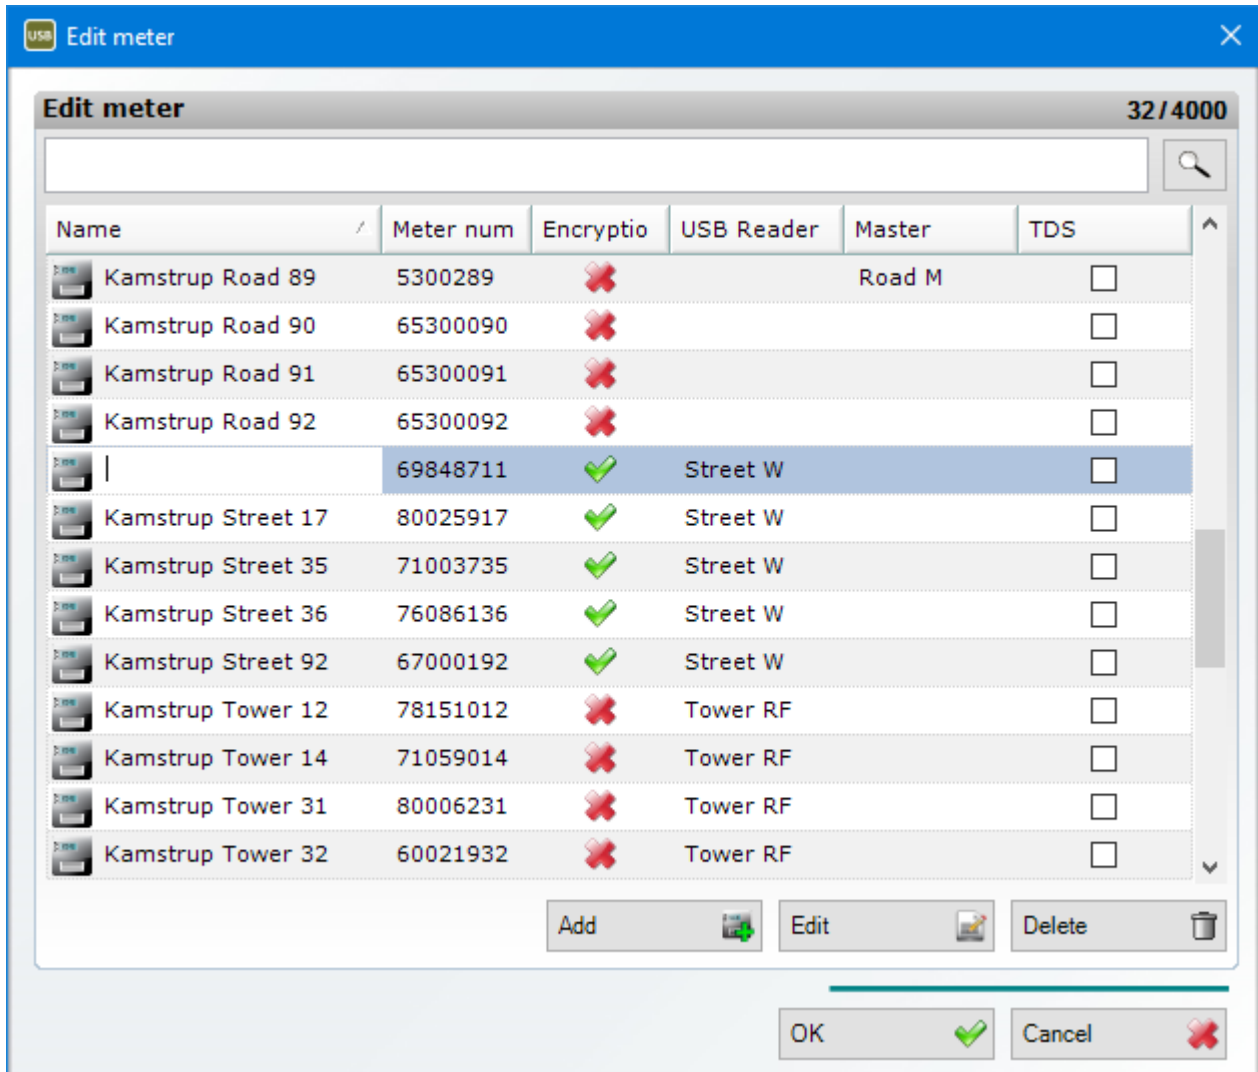 USB Edit meter
Edit meter 32/4000
Name Meter num Encryptio USB Reader Master TDS
Kamstrup Road 89 5300289 Road M
Kamstrup Road 90 65300090
Kamstrup Road 91 65300091
Kamstrup Road 92 65300092
69848711 Street W
Kamstrup Street 17 80025917 Street W
Kamstrup Street 35 71003735 Street W
Kamstrup Street 36 76086136 Street W
Kamstrup Street 92 67000192 Street W
Kamstrup Tower 12 78151012 Tower RF
Kamstrup Tower 14 71059014 Tower RF
Kamstrup Tower 31 80006231 Tower RF
Kamstrup Tower 32 60021932 Tower RF
Add Edit Delete
OK Cancel